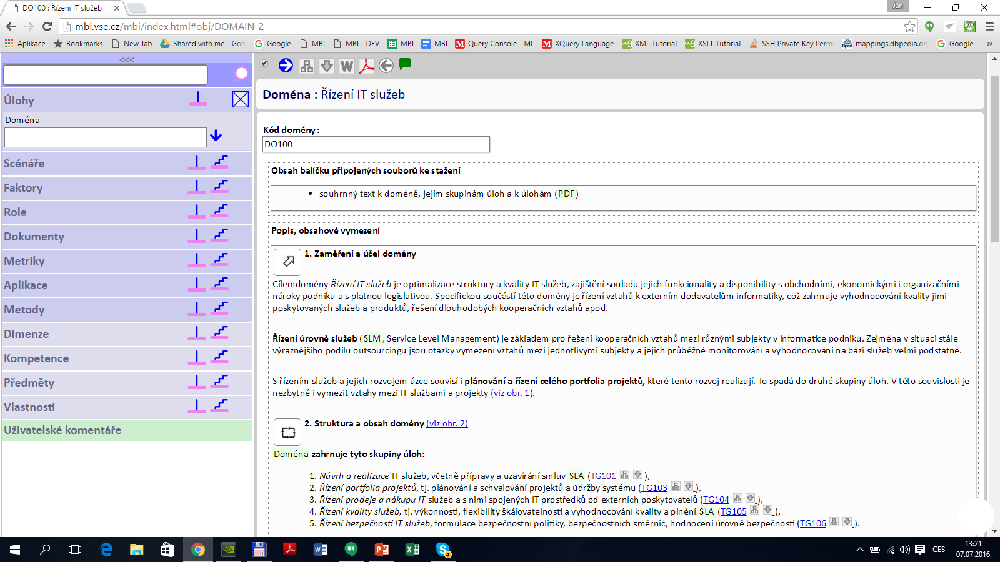 DO100 : Řízení IT služeb
Jan
mbi.vse.cz/mbi/index.html#obj/DOMAIN-2
Aplikace
Bookmarks
New Tab
Shared with me - Goo
Google
MBI
MBI - DEV
MBI
MBI
Query Console - ML
XQuery Language
XML Tutorial
XSLT Tutorial
SSH Private Key Permi
mappings.dbpedia.org
Google
»
<<<
Úlohy
Doména
Scénáře
Faktory
Role
Dokumenty
Metriky
Aplikace
Metody
Dimenze
Kompetence
Předměty
Vlastnosti
Uživatelské komentáře
W
Doména : Řízení IT služeb
Kód domény :
DO100
Obsah balíčku připojených souborů ke stažení
• souhrnný text k doméně, jejím skupinám úloh a k úlohám (PDF)
Popis, obsahové vymezení
1. Zaměření a účel domény
Cílemdomény Řízení IT služeb je optimalizace struktury a kvality IT služeb, zajištění souladu jejich funkcionality a disponibility s obchodními, ekonomickými i organizačními
nároky podniku a s platnou legislativou. Specifickou součástí této domény je řízení vztahů k externím dodavatelům informatiky, což zahrnuje vyhodnocování kvality jimi
poskytovaných služeb a produktů, řešení dlouhodobých kooperačních vztahů apod.
Řízení úrovně služeb (SLM , Service Level Management) je základem pro řešení kooperačních vztahů mezi různými subjekty v informatice podniku. Zejména v situaci stále
výraznějšího podílu outsourcingu jsou otázky vymezení vztahů mezi jednotlivými subjekty a jejich průběžné monitorování a vyhodnocování na bázi služeb velmi podstatné.
S řízením služeb a jejich rozvojem úzce souvisí i plánování a řízení celého portfolia projektů, které tento rozvoj realizují. To spadá do druhé skupiny úloh. V této souvislosti je
nezbytné i vymezit vztahy mezi IT službami a projekty (viz obr. 1).
2. Struktura a obsah domény (viz obr. 2)
Doména zahrnuje tyto skupiny úloh:
1. Návrh a realizace IT služeb, včetně přípravy a uzavírání smluv SLA (TG101 ),
2. Řízení portfolia projektů, tj. plánování a schvalování projektů a údržby systému (TG103 ),
3. Řízení prodeje a nákupu IT služeb a s nimi spojených IT prostředků od externích poskytovatelů (TG104 ),
4. Řízení kvality služeb, tj. výkonnosti, flexibility škálovatelnosti a vyhodnocování kvality a plnění SLA (TG105 ),
5. Řízení bezpečnosti IT služeb, formulace bezpečnostní politiky, bezpečnostních směrnic, hodnocení úrovně bezpečnosti (TG106 ).
4
CES
13:21
07.07.2016